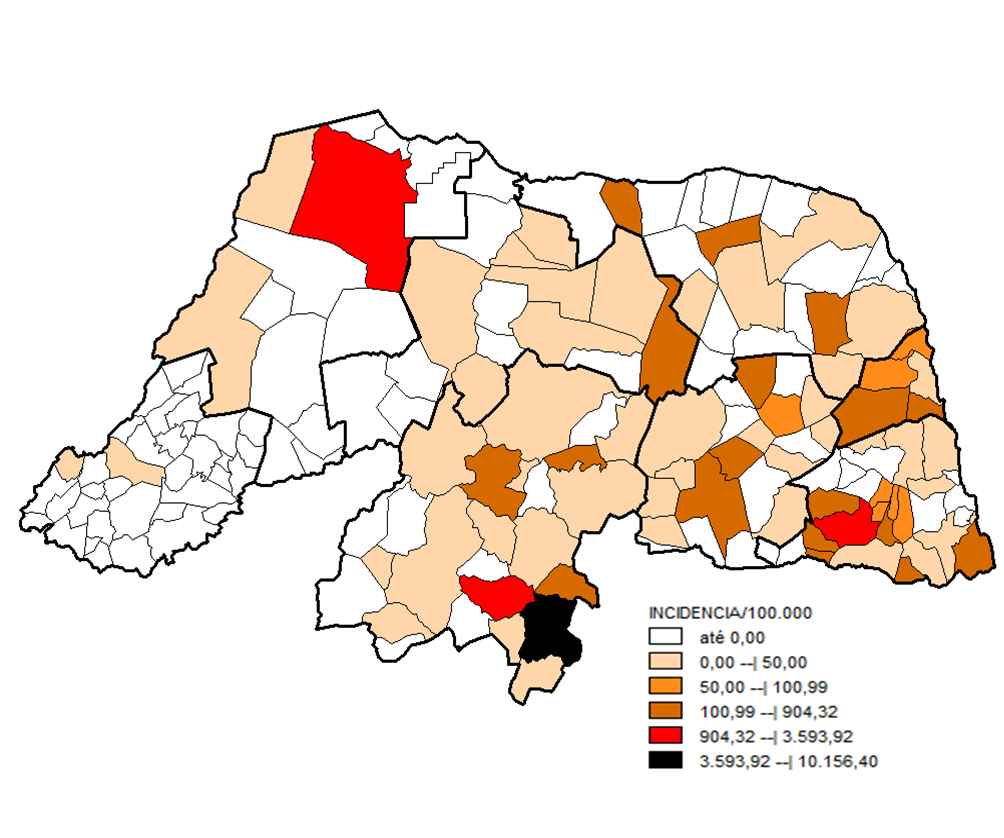 INCIDENCIA/100.000
até 0,00
0,00 --| 50,00
50,00 --| 100,99
100,99 --| 904,32
904,32 --| 3.593,92
3.593,92 --| 10.156,40